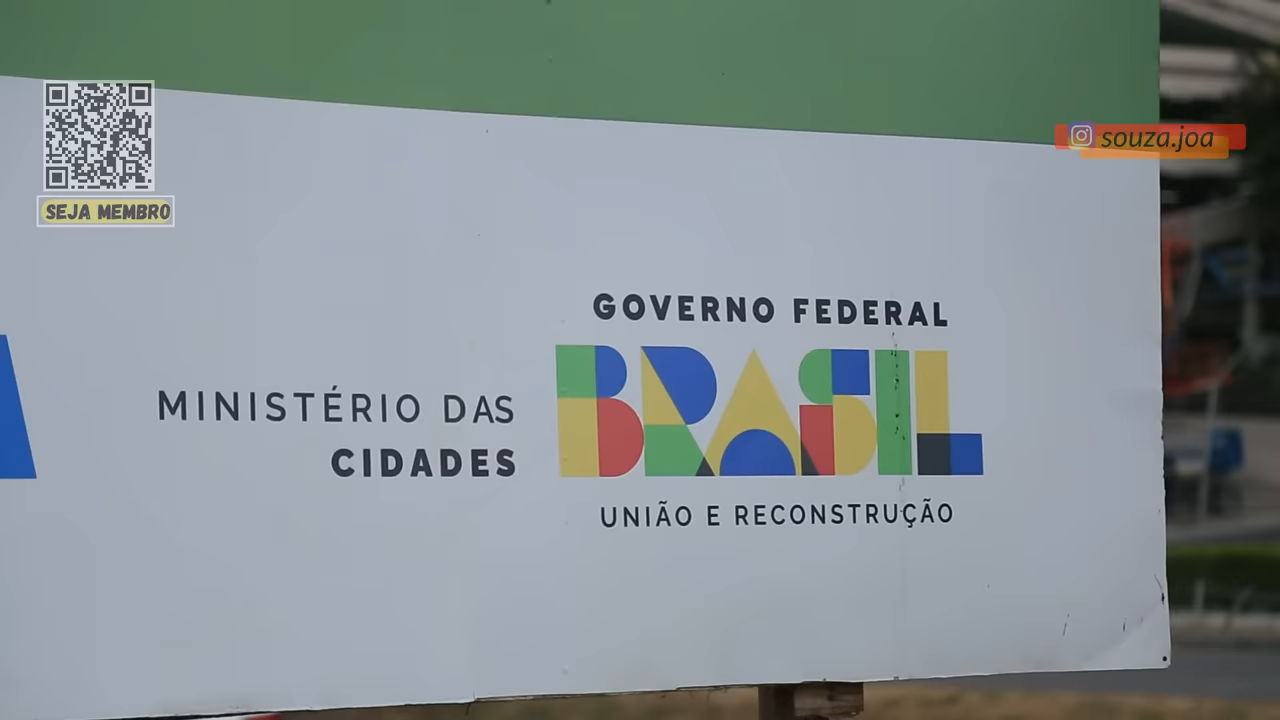 SEJA MEMBRO
souza.joa
GOVERNO FEDERAL
BRASIL
UNIÃO E RECONSTRUÇÃO
MINISTÉRIO DAS
CIDADES